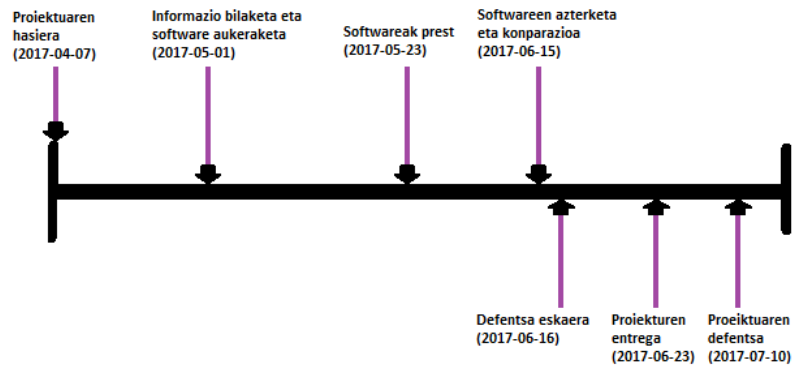 Proiektuaren
hasiera
(2017-04-07)
Informazio bilaketa eta
software aukeraketa
(2017-05-01)
Softwareak prest
(2017-05-23)
Softwareen azterketa
eta konparazioa
(2017-06-15)
Defentsa eskaera
(2017-06-16)
Proiekturen
entrega
(2017-06-23)
Proeiktuaren
defentsa
(2017-07-10)